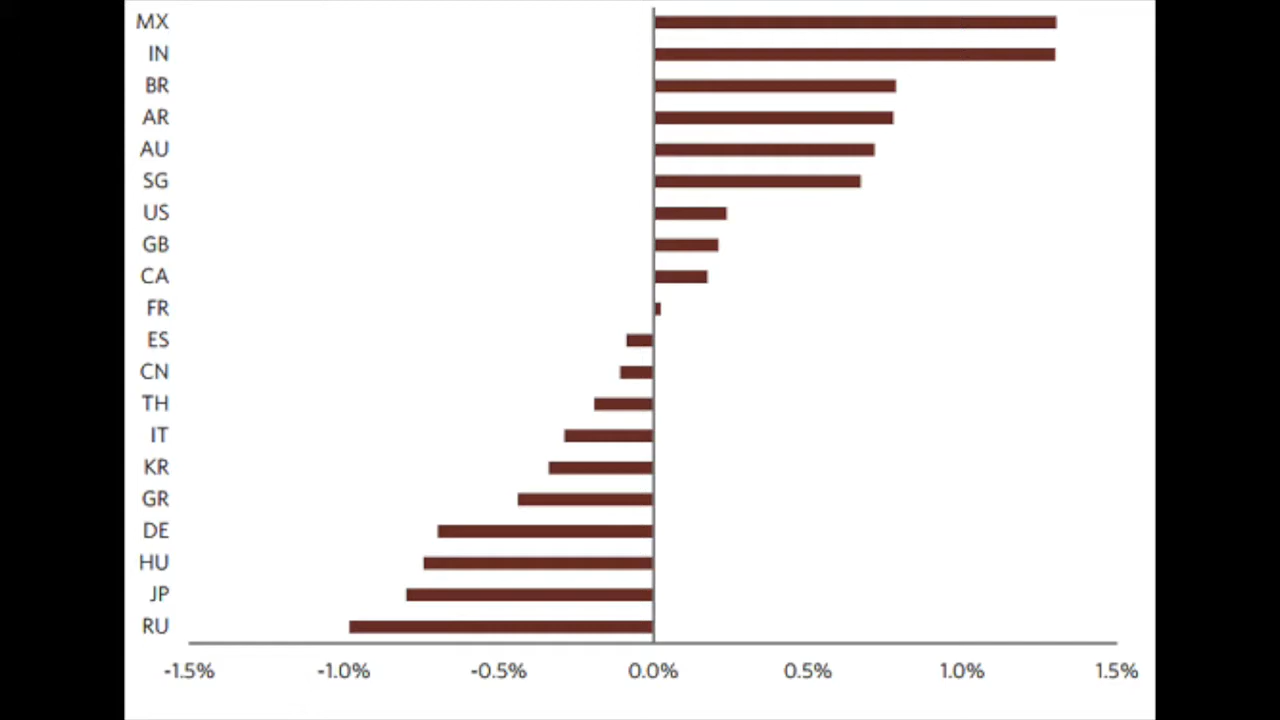 MX
IN
BR
AR
AU
SG
US
GB
CA
FR
ES
CN
TH
IT
KR
GR
DE
HU
JP
RU
-1.5% -1.0% -0.5% 0.0% 0.5% 1.0% 1.5%